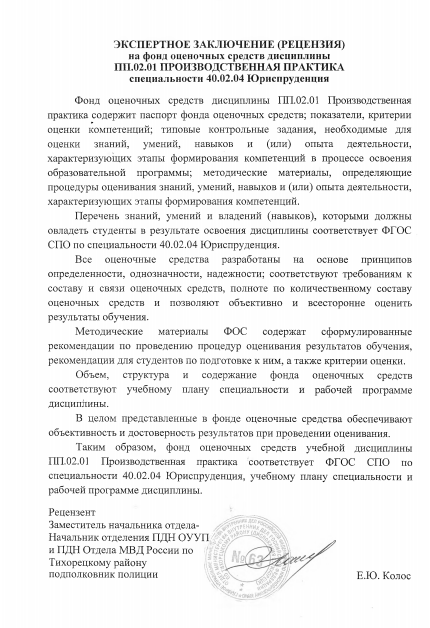 ЭКСПЕРТНОЕ ЗАКЛЮЧЕНИЕ (РЕЦЕНЗИЯ)
на фонд оценочных средств дисциплины
ПП.02.01 ПРОИЗВОДСТВЕННАЯ ПРАКТИКА
специальности 40.02.04 Юриспруденция
Фонд оценочных средств дисциплины ПП.02.01 Производственная
практика содержит паспорт фонда оценочных средств; показатели, критерии
оценки компетенций; типовые контрольные задания, необходимые для
оценки знаний, умений, навыков и (или) опыта деятельности,
характеризующих этапы формирования компетенций в процессе освоения
образовательной программы; методические материалы, определяющие
процедуры оценивания знаний, умений, навыков и (или) опыта деятельности,
характеризующих этапы формирования компетенций.
Перечень знаний, умений и владений (навыков), которыми должны
овладеть студенты в результате освоения дисциплины соответствует ФГОС
СПО по специальности 40.02.04 Юриспруденция.
Все оценочные средства разработаны на основе принципов
определенности, однозначности, надежности; соответствуют требованиям к
составу и связи оценочных средств, полноте по количественному составу
оценочных средств и позволяют объективно и всесторонне оценить
результаты обучения.
Методические материалы ФОС содержат сформулированные
рекомендации по проведению процедур оценивания результатов обучения,
рекомендации для студентов по подготовке к ним, а также критерии оценки.
Объем, структура и содержание фонда оценочных средств
соответствуют учебному плану специальности и рабочей программе
дисциплины.
В целом представленные в фонде оценочные средства обеспечивают
объективность и достоверность результатов при проведении оценивания.
Таким образом, фонд оценочных средств учебной дисциплины
ПП.02.01 Производственная практика соответствует ФГОС СПО по
специальности 40.02.04 Юриспруденция, учебному плану специальности и
рабочей программе дисциплины.
Рецензент
Заместитель начальника отдела-
Начальник отделения ПДН ОУУП
и ПДН Отдела МВД России по
Тихорецкому району
подполковник полиции
№ 63
Е.Ю. Колос